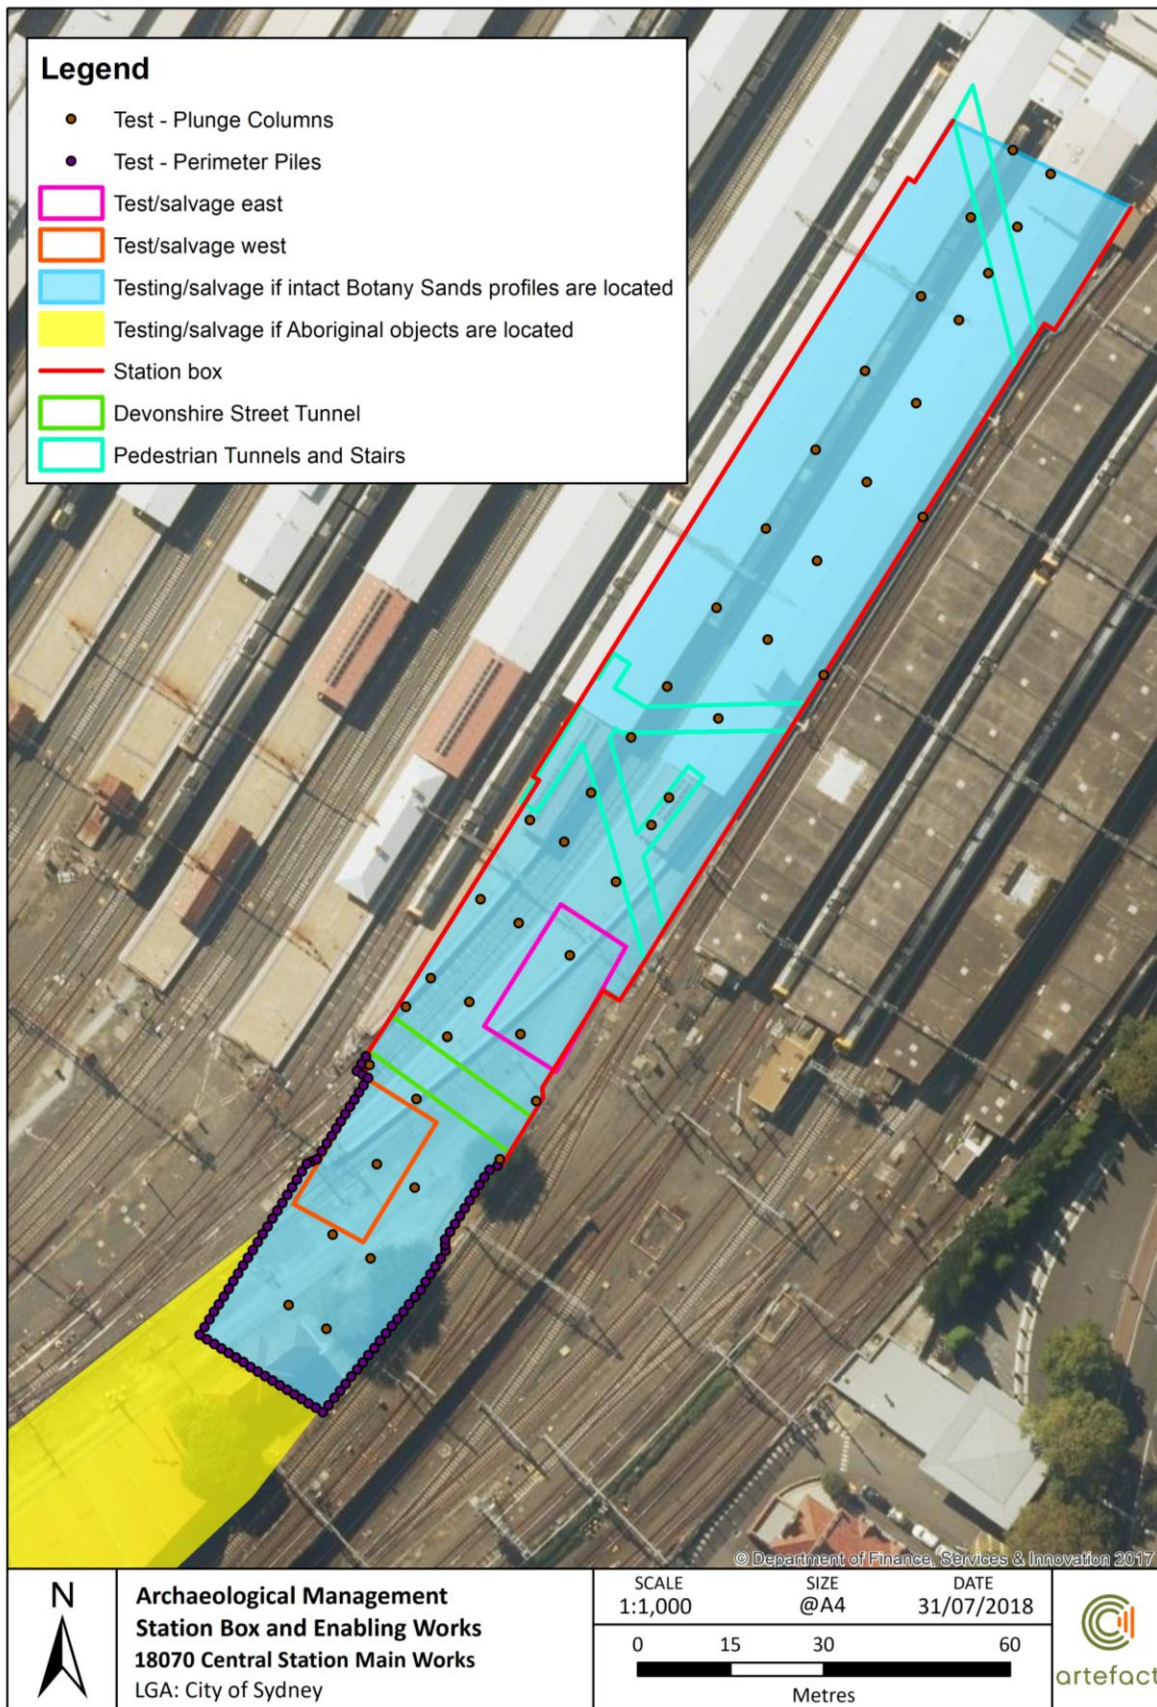 Legend
Test - Plunge Columns
Test - Perimeter Piles
Test/salvage east
Test/salvage west
Testing/salvage if intact Botany Sands profiles are located
Testing/salvage if Aboriginal objects are located
Station box
Devonshire Street Tunnel
Pedestrian Tunnels and Stairs
© Department of Finance, Services & Innovation 2017
N
Archaeological Management
Station Box and Enabling Works
18070 Central Station Main Works
LGA: City of Sydney
SCALE
1:1,000
SIZE
@A4
DATE
31/07/2018
0 15 30 60
Metres
artefact